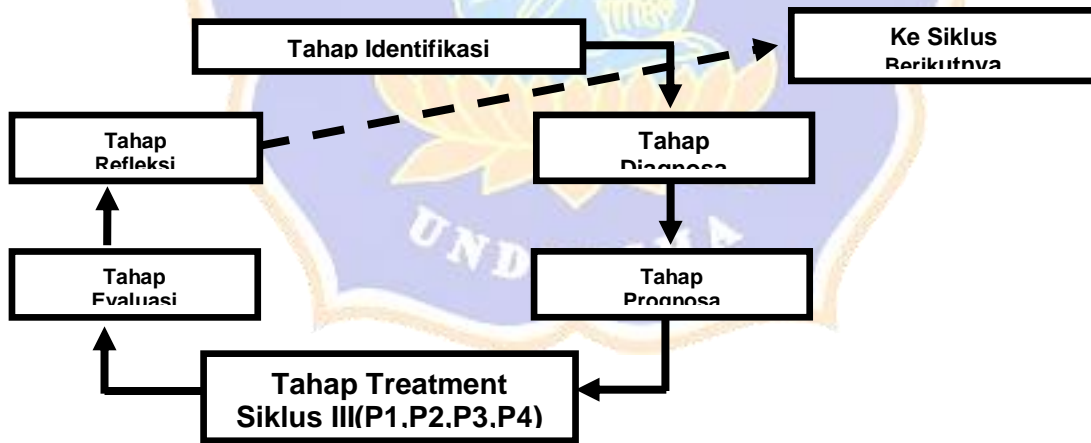 Tahap Identifikasi
Ke Siklus
Berikutnya
Tahap
Refleksi
Tahap
Diagnosa
Tahap
Evaluasi
Tahap
Prognosa
Tahap Treatment
Siklus III(P1,P2,P3,P4)